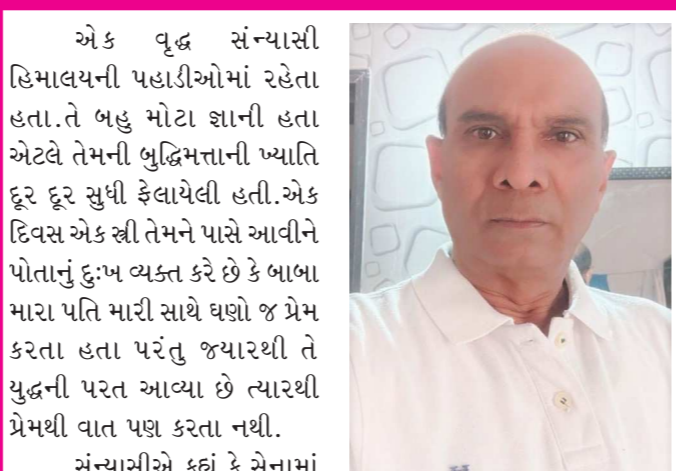 એક વૃદ્ધ સંન્યાસી
હિમાલયની પહાડીઓમાં રહેતા
હતા.તે બહુ મોટા જ્ઞાની હતા
એટલે તેમની બુદ્ધિમત્તાની ખ્યાતિ
દૂર દૂર સુધી ફેલાયેલી હતી.એક
દિવસ એક સ્ત્રી તેમને પાસે આવીને
પોતાનું દુઃખ વ્યક્ત કરે છે કે બાબા
મારા પતિ મારી સાથે ઘણો જ પ્રેમ
કરતા હતા પરંતુ જયારથી તે
યુદ્ધની પરત આવ્યા છે ત્યારથી
પ્રેમથી વાત પણ કરતા નથી.
સંન્યાસીએ કહ્યું કે સેનામાં